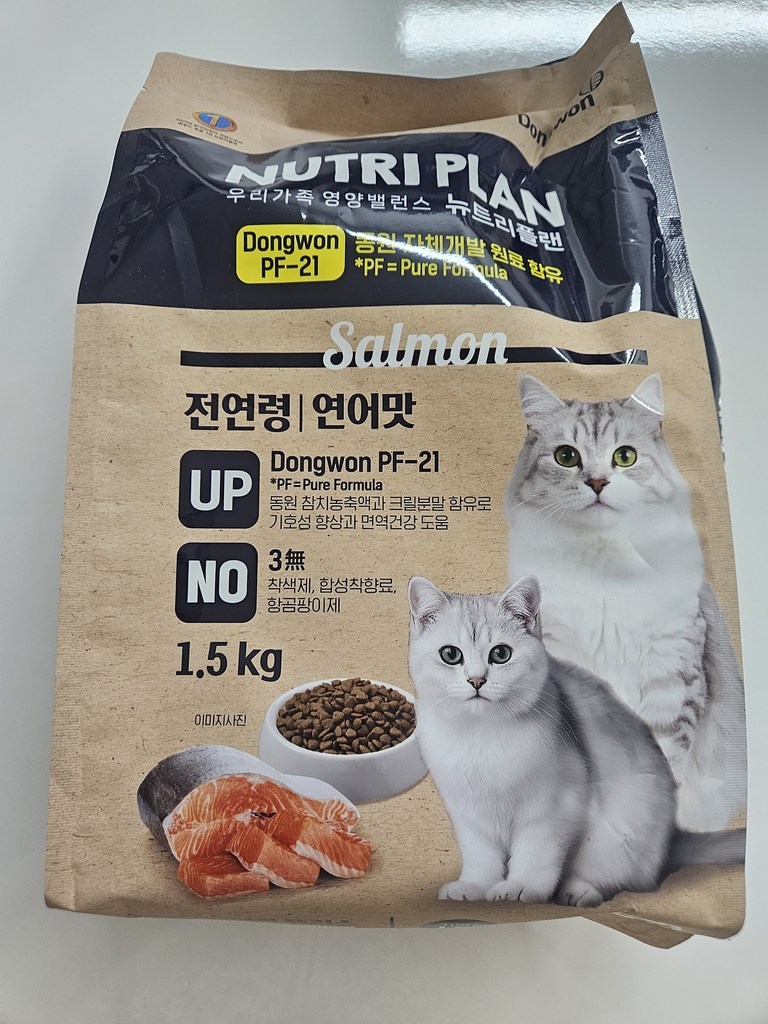 Dongwon
NUTRI PLAN
우리가족 영양밸런스 뉴트리플랜
Dongwon
PF-21
동원 자체개발 원료 함유
*PF=Pure Formula
Salmon
전연령|연어맛
UP
Dongwon PF-21
*PF=Pure Formula
동원 참치농축액과 크릴분말 함유로
기호성 향상과 면역건강 도움
NO
3無
착색제, 합성착향료,
항곰팡이제
1.5 kg
이미지사진